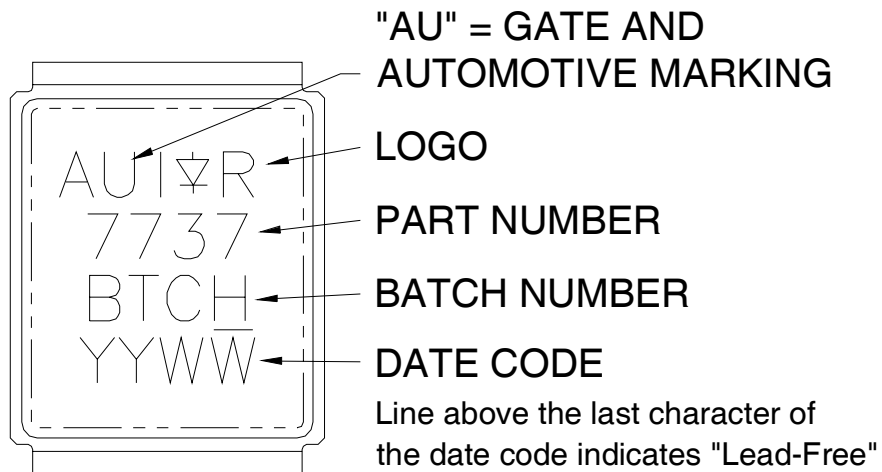 "AU" = GATE AND
AUTOMOTIVE MARKING
AUI R
LOGO
7737
PART NUMBER
BTCH
BATCH NUMBER
YYWW
DATE CODE
Line above the last character of
the date code indicates "Lead-Free"